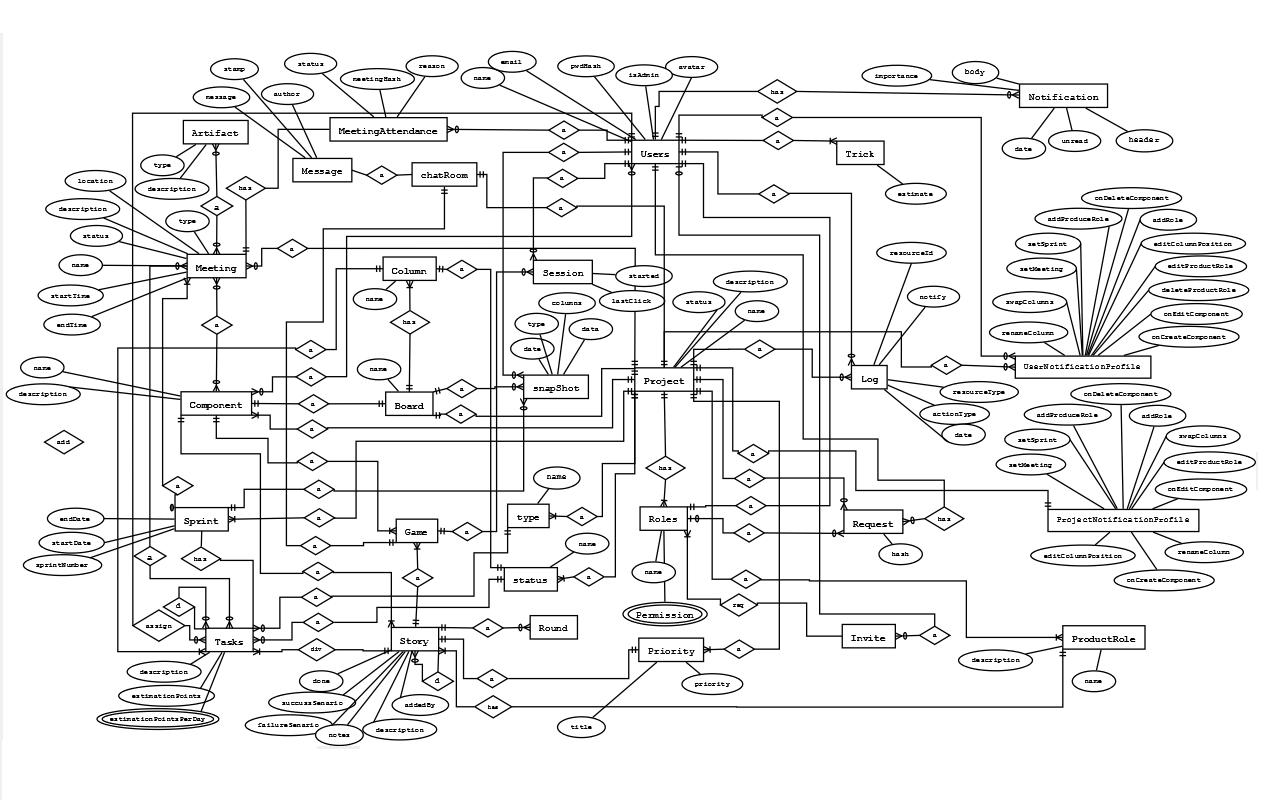 email
status
reason
pwdHash
avatar
stamp
isAdmin
body
meetingHash
name
importance
author
has
message
Notification
a
Artifact
MeetingAttendance
a
a
header
unread
date
Users
a
Trick
type
Message
a
chatRoom
a
location
description
has
a
estimate
onDeleteComponent
description
a
a
addProduceRole
addRole
type
status
a
setSprint
editColumnPosition
resourceId
name
Meeting
Column
a
Session
started
setMeeting
editProductRole
description
startTime
name
lastClick
columns
status
notify
deleteProductRole
swapColumns
name
onEditComponent
endTime
a
has
type
data
renameColumn
onCreateComponent
a
date
a
name
name
a
a
UserNotificationProfile
Project
Log
description
a
snapShot
resourceType
onDeleteComponent
Component
a
Board
a
actionType
addProduceRole
addRole
a
date
swapColumns
add
setSprint
a
a
setMeeting
has
editProductRole
name
a
a
a
onEditComponent
a
endDate
Sprint
a
type
a
Roles
a
Request
has
ProjectNotificationProfile
Game
a
a
startDate
a
name
hash
editColumnPosition
renameColumn
a
has
sprintNumber
a
a
status
a
name
a
onCreateComponent
d
a
req
Permission
assign
a
a
Round
Invite
a
ProductRole
Tasks
Story
div
Priority
a
description
description
done
a
d
priority
name
estimationPoints
succussSenario
addedBy
has
estimationPointsPerDay
failureSenario
notes
description
title